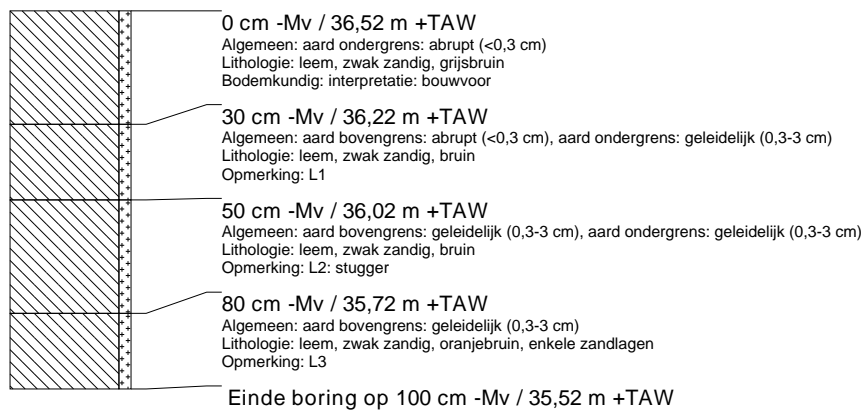 0 cm -Mv / 36,52 m +TAW
Algemeen: aard ondergrens: abrupt (<0,3 cm)
Lithologie: leem, zwak zandig, grijsbruin
Bodemkundig: interpretatie: bouwvoor
30 cm -Mv / 36,22 m +TAW
Algemeen: aard bovengrens: abrupt (<0,3 cm), aard ondergrens: geleidelijk (0,3-3 cm)
Lithologie: leem, zwak zandig, bruin
Opmerking: L1
50 cm -Mv / 36,02 m +TAW
Algemeen: aard bovengrens: geleidelijk (0,3-3 cm), aard ondergrens: geleidelijk (0,3-3 cm)
Lithologie: leem, zwak zandig, bruin
Opmerking: L2: stugger
80 cm -Mv / 35,72 m +TAW
Algemeen: aard bovengrens: geleidelijk (0,3-3 cm)
Lithologie: leem, zwak zandig, oranjebruin, enkele zandlagen
Opmerking: L3
Einde boring op 100 cm -Mv / 35,52 m +TAW